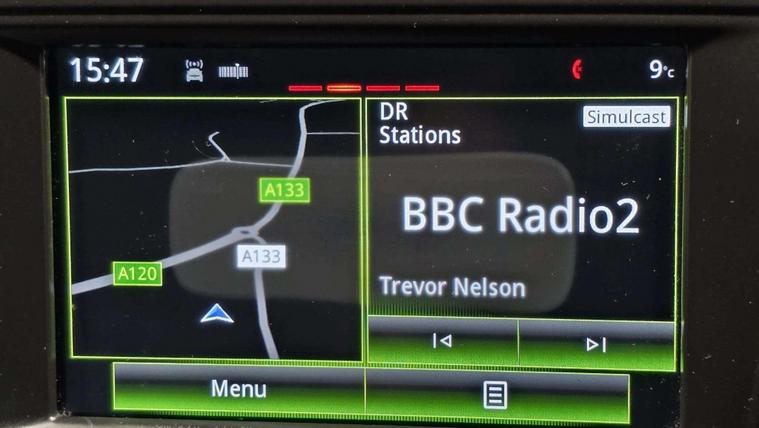 15:47
9°c
DR
Stations
Simulcast
A133
BBC Radio2
A133
A120
Trevor Nelson
Menu